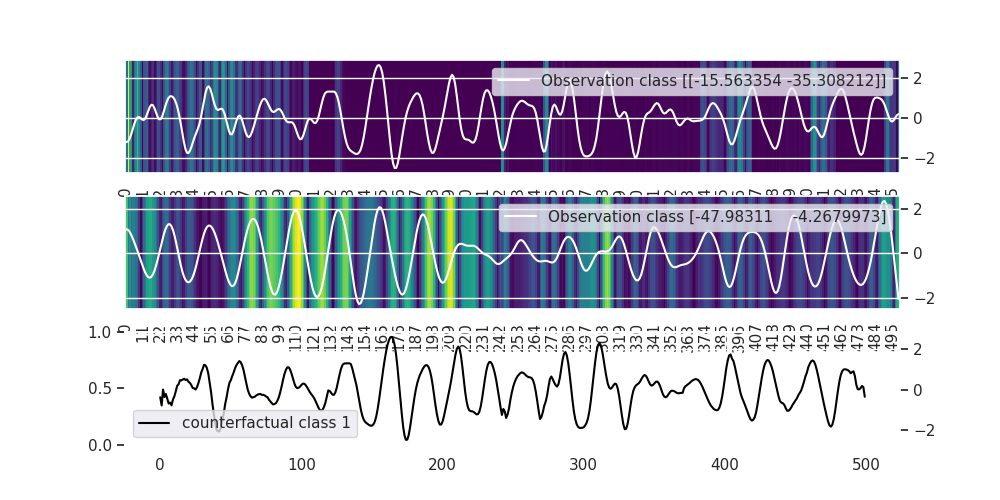 Observation class [[-15.563354 -35.308212]]
2
0
−2
Observation class [-47.98311 -4.2679973]
2
0
−2
0 11 22 33 44 55 66 77 88 99 110 121 132 143 154 165 176 187 198 209 220 231 242 253 264 275 286 297 308 319 330 341 352 363 374 385 396 407 418 429 440 451 462 473 484 495
1.0
0.5
0.0
2
0
−2
counterfactual class 1
0 100 200 300 400 500